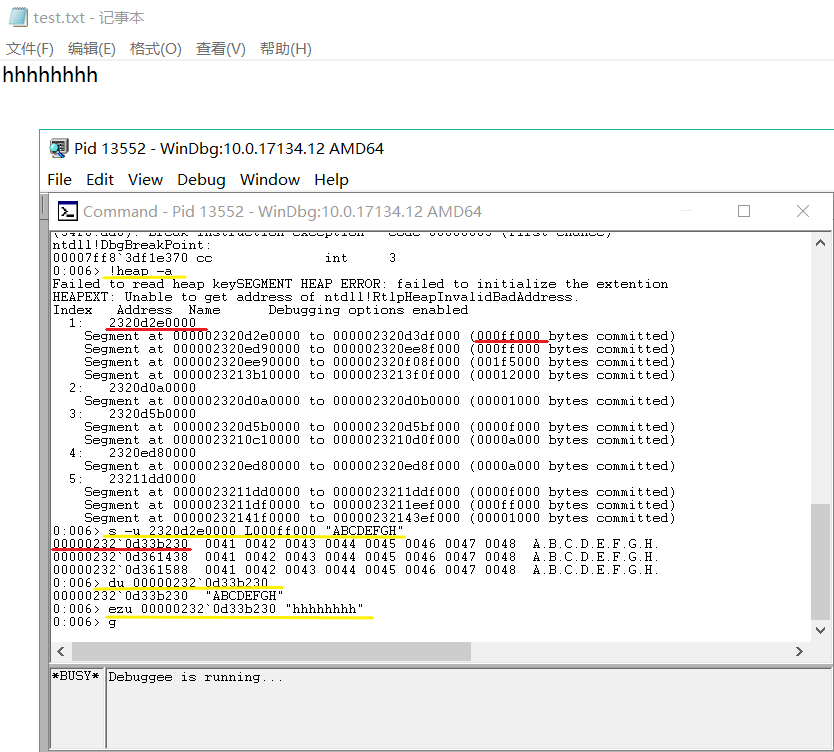 test.txt - 记事本
文件(F) 编辑(E) 格式(O) 查看(V) 帮助(H)
hhhhhhhh
Pid 13552 - WinDbg:10.0.17134.12 AMD64
File Edit View Debug Window Help
Command - Pid 13552 - WinDbg:10.0.17134.12 AMD64
ntdll!DbgBreakPoint:
00007ff8`3df1e370 cc int 3
0:006> !heap -a
Failed to read heap keySEGMENT HEAP ERROR: failed to initialize the extention
HEAPEXT: Unable to get address of ntdll!RtlpHeapInvalidBadAddress.
Index Address Name Debugging options enabled
1: 2320d2e0000
Segment at 000002320d2e0000 to 000002320d3df000 (000ff000 bytes committed)
Segment at 000002320ed90000 to 000002320ee8f000 (000ff000 bytes committed)
Segment at 000002320ee90000 to 000002320f08f000 (001f5000 bytes committed)
Segment at 0000023213b10000 to 0000023213f0f000 (00012000 bytes committed)
2: 2320d0a0000
Segment at 000002320d0a0000 to 000002320d0b0000 (00001000 bytes committed)
3: 2320d5b0000
Segment at 000002320d5b0000 to 000002320d5bf000 (0000f000 bytes committed)
Segment at 0000023210c10000 to 0000023210d0f000 (0000a000 bytes committed)
4: 2320ed80000
Segment at 000002320ed80000 to 000002320ed8f000 (0000a000 bytes committed)
5: 23211dd0000
Segment at 0000023211dd0000 to 0000023211ddf000 (0000f000 bytes committed)
Segment at 0000023211df0000 to 0000023211eef000 (000ff000 bytes committed)
Segment at 00000232141f0000 to 00000232143ef000 (00001000 bytes committed)
0:006> s -u 2320d2e0000 L000ff000 "ABCDEFGH"
00000232`0d33b230 0041 0042 0043 0044 0045 0046 0047 0048 A.B.C.D.E.F.G.H.
00000232`0d361438 0041 0042 0043 0044 0045 0046 0047 0048 A.B.C.D.E.F.G.H.
00000232`0d361588 0041 0042 0043 0044 0045 0046 0047 0048 A.B.C.D.E.F.G.H.
0:006> du 00000232`0d33b230
00000232`0d33b230 "ABCDEFGH"
0:006> ezu 00000232`0d33b230 "hhhhhhhh"
0:006> g
*BUSY* Debuggee is running...